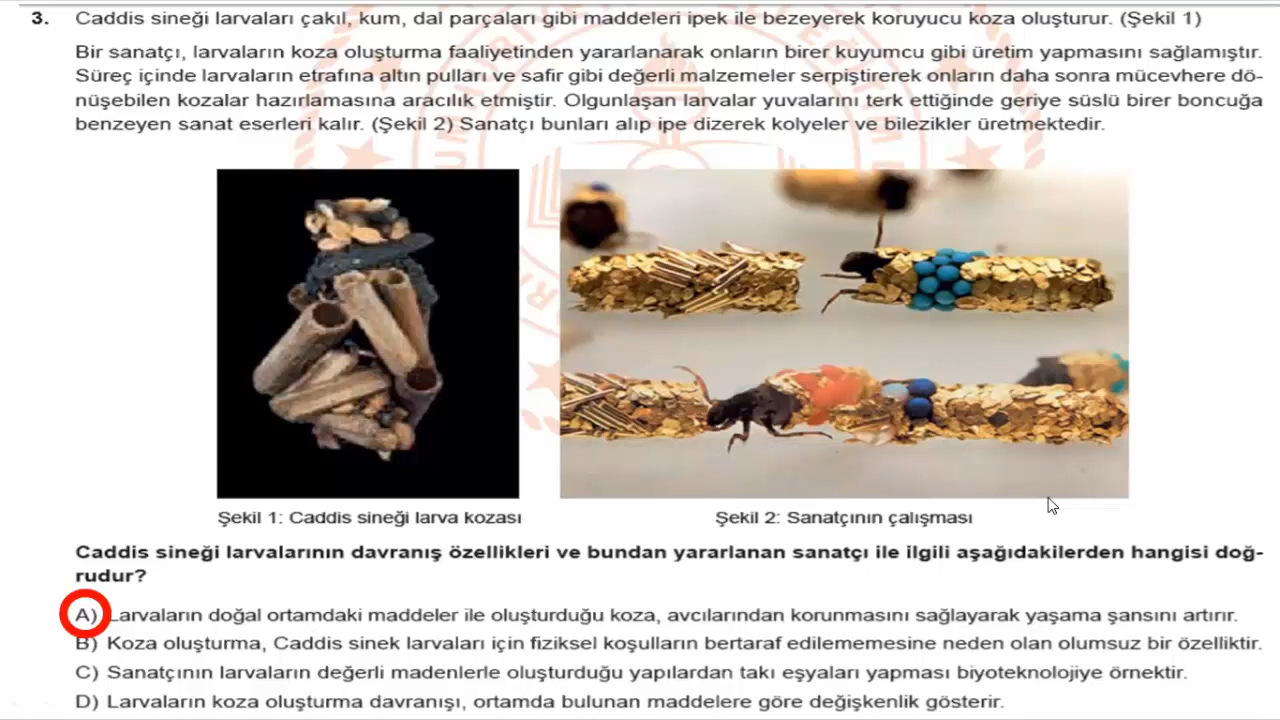 3. Caddis sineği larvaları çakıl, kum, dal parçaları gibi maddeleri ipek ile bezeyerek koruyucu koza oluşturur. (Şekil 1)
Bir sanatçı, larvaların koza oluşturma faaliyetinden yararlanarak onların birer kuyumcu gibi üretim yapmasını sağlamıştır.
Süreç içinde larvaların etrafına altın pulları ve safir gibi değerli malzemeler serpiştirerek onların daha sonra mücevhere dö-
nüşebilen kozalar hazırlamasına aracılık etmiştir. Olgunlaşan larvalar yuvalarını terk ettiğinde geriye süslü birer boncuğa
benzeyen sanat eserleri kalır. (Şekil 2) Sanatçı bunları alıp ipe dizerek kolyeler ve bilezikler üretmektedir.
Şekil 1: Caddis sineği larva kozası
Şekil 2: Sanatçının çalışması
Caddis sineği larvalarının davranış özellikleri ve bundan yararlanan sanatçı ile ilgili aşağıdakilerden hangisi doğ-
rudur?
A) Larvaların doğal ortamdaki maddeler ile oluşturduğu koza, avcılarından korunmasını sağlayarak yaşama şansını artırır.
B) Koza oluşturma, Caddis sinek larvaları için fiziksel koşulların bertaraf edilememesine neden olan olumsuz bir özelliktir.
C) Sanatçının larvaların değerli madenlerle oluşturduğu yapılardan takı eşyaları yapması biyoteknolojiye örnektir.
D) Larvaların koza oluşturma davranışı, ortamda bulunan maddelere göre değişkenlik gösterir.